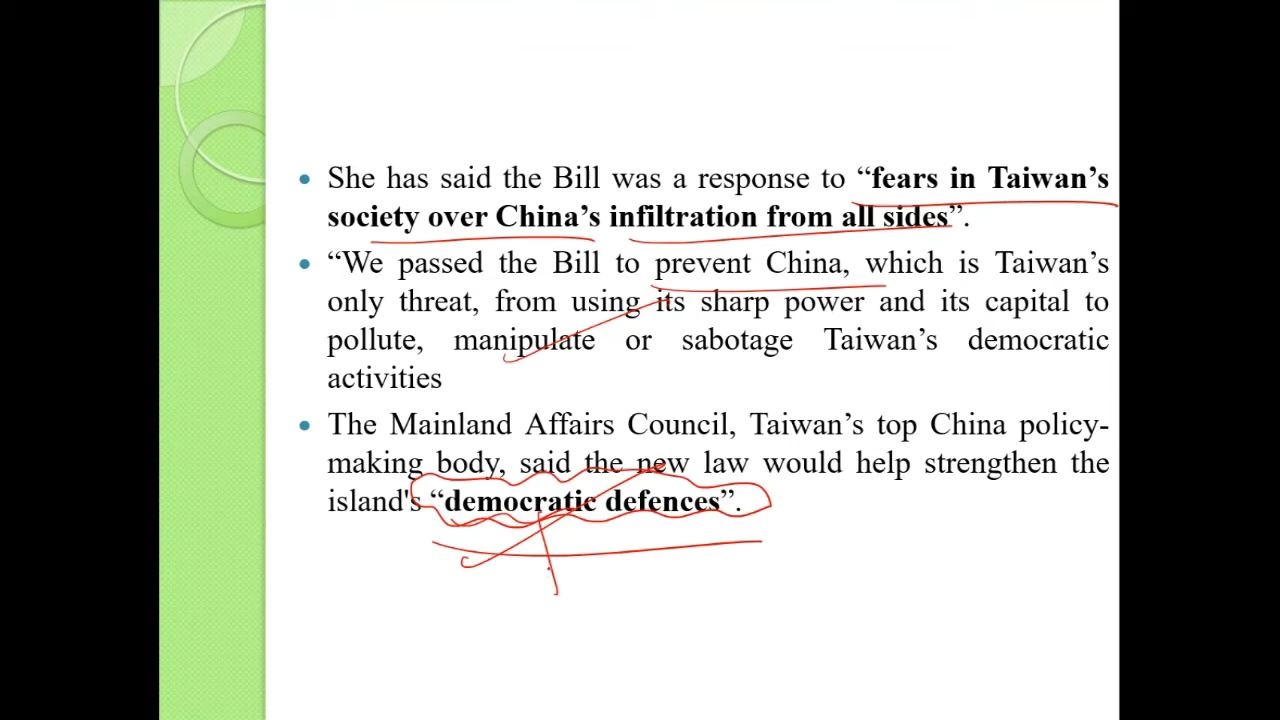 • She has said the Bill was a response to “fears in Taiwan’s
society over China’s infiltration from all sides”.
• “We passed the Bill to prevent China, which is Taiwan’s
only threat, from using its sharp power and its capital to
pollute, manipulate or sabotage Taiwan’s democratic
activities
• The Mainland Affairs Council, Taiwan’s top China policy-
making body, said the new law would help strengthen the
island's “democratic defences”.